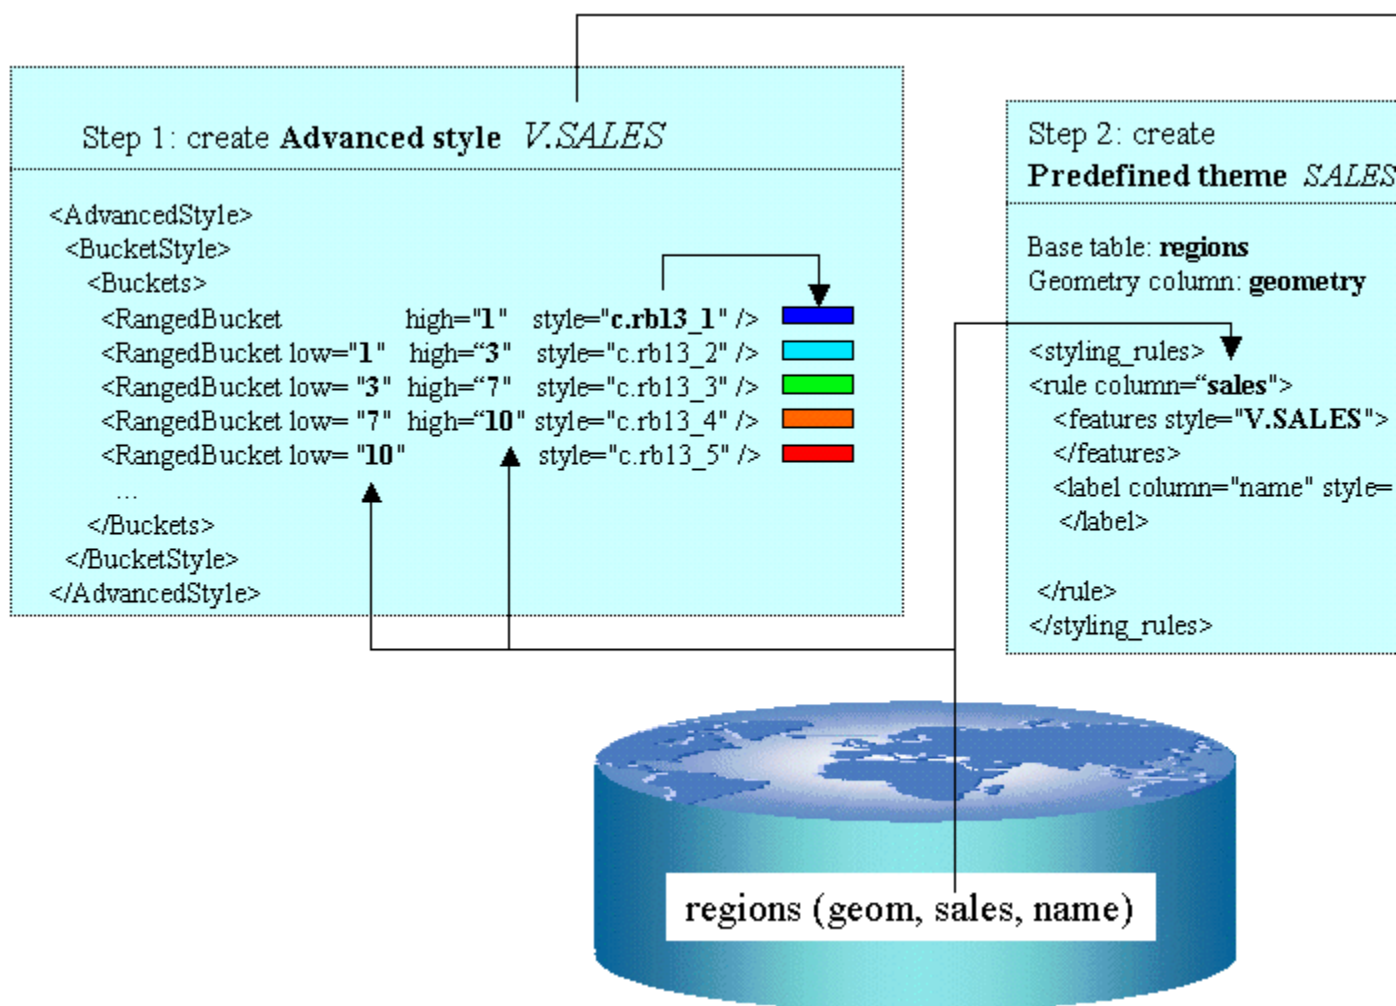 Step 1: create Advanced style V.SALES
<AdvancedStyle>
<BucketStyle>
<Buckets>
<RangedBucket high="1" style="c.rb13_1" />
<RangedBucket low="1" high=“3" style="c.rb13_2" />
<RangedBucket low= "3" high=“7" style="c.rb13_3" />
<RangedBucket low= "7" high=“10" style="c.rb13_4" />
<RangedBucket low= "10" style="c.rb13_5" />
...
</Buckets>
</BucketStyle>
</AdvancedStyle>
Step 2: create
Predefined theme SALES
Base table: regions
Geometry column: geometry
<styling_rules>
<rule column=“sales">
<features style="V.SALES">
</features>
<label column="name" style=
</label>
</rule>
</styling_rules>
regions (geom, sales, name)